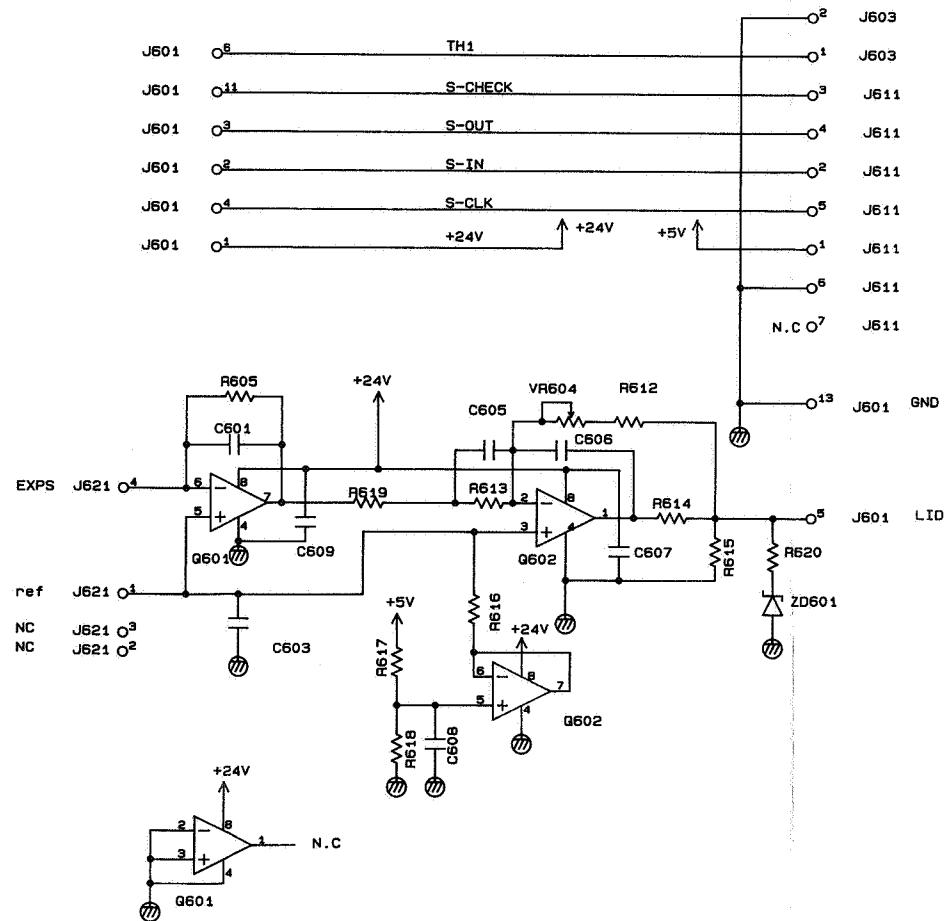 2 J603
J601 6 TH1 1 J603
J601 11 S-CHECK 3 J611
J601 3 S-OUT 4 J611
J601 2 S-IN 2 J611
J601 4 S-CLK 5 J611
J601 1 +24V +24V +5V 1 J611
6 J611
N.C 7 J611
13 J601 GND
R605
+24V
VR604 R612
C601
C605
C606
EXPS J621 4
6 8 7
5 4
Q601
C609
R619
R613
2 8 1
3 4
Q602
C607
R614
R615
5 J601 LID
R620
ZD601
ref J621 1
NC J621 3
NC J621 2
C603
+5V
R617
R616
+24V
6 8 7
5 4
Q602
R618
C608
+24V
2 8 1 N.C
3 4
Q601